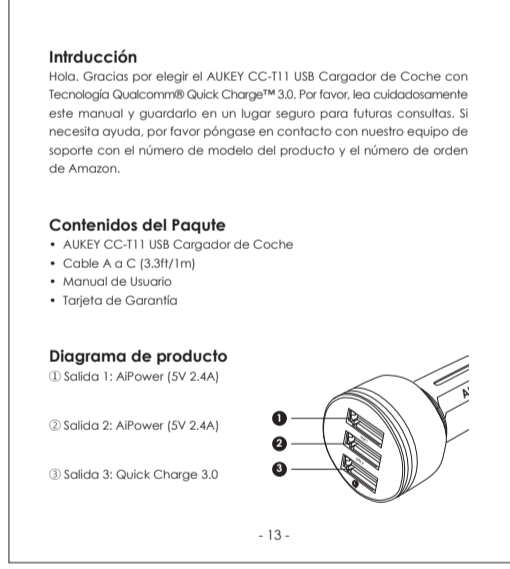 Intrducción
Hola. Gracias por elegir el AUKEY CC-T11 USB Cargador de Coche con
Tecnología Qualcomm® Quick Charge™ 3.0. Por favor, lea cuidadosamente
este manual y guardarlo en un lugar seguro para futuras consultas. Si
necesita ayuda, por favor póngase en contacto con nuestro equipo de
soporte con el número de modelo del producto y el número de orden
de Amazon.
Contenidos del Paqute
• AUKEY CC-T11 USB Cargador de Coche
• Cable A a C (3.3ft/1m)
• Manual de Usuario
• Tarjeta de Garantía
Diagrama de producto
① Salida 1: AiPower (5V 2.4A)
② Salida 2: AiPower (5V 2.4A)
③ Salida 3: Quick Charge 3.0
❶
❷
❸
- 13 -